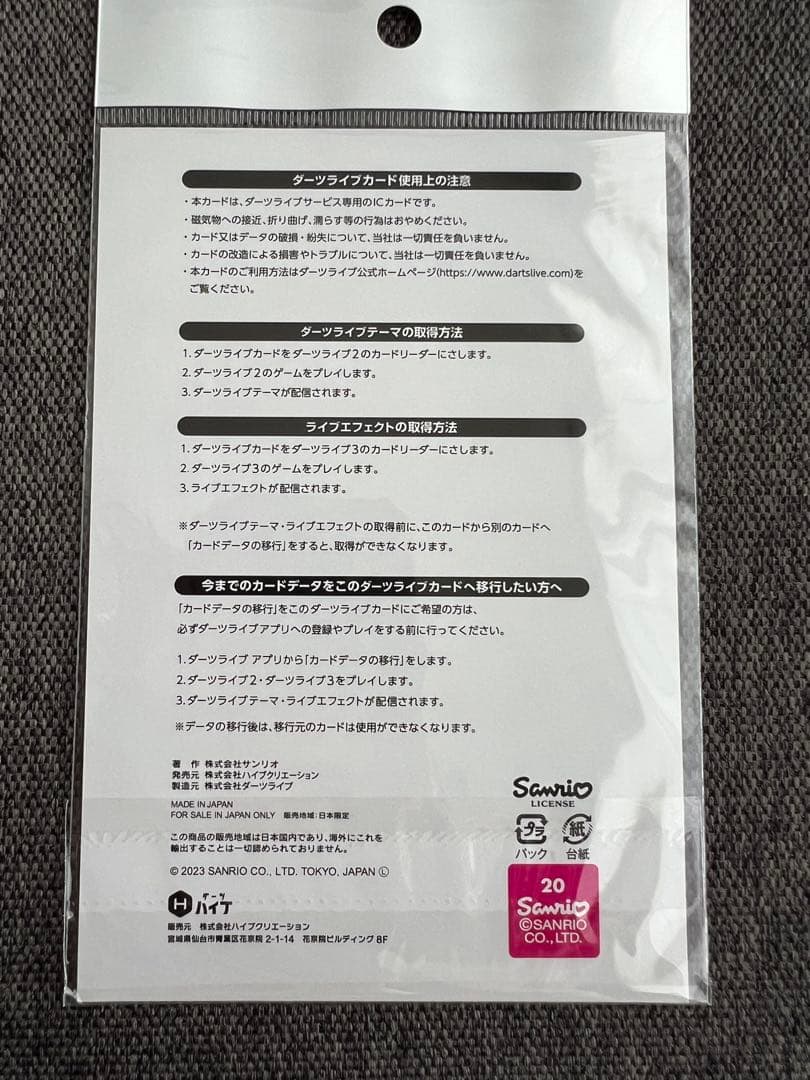 ダーツライブカード使用上の注意
・本カードは、ダーツライブサービス専用のICカードです。
・磁気物への接近、折り曲げ、濡らす等の行為はおやめください。
・カード又はデータの破損・紛失について、当社は一切責任を負いません。
・カードの改造による損害やトラブルについて、当社は一切責任を負いません。
・本カードのご利用方法はダーツライブ公式ホームページ(https://www.dartslive.com)を
ご覧ください。
ダーツライブテーマの取得方法
1. ダーツライブカードをダーツライブ2のカードリーダーにさします。
2. ダーツライブ2のゲームをプレイします。
3. ダーツライブテーマが配信されます。
ライブエフェクトの取得方法
1. ダーツライブカードをダーツライブ3のカードリーダーにさします。
2. ダーツライブ3のゲームをプレイします。
3. ライブエフェクトが配信されます。
※ダーツライブテーマ・ライブエフェクトの取得前に、このカードから別のカードへ
「カードデータの移行」をすると、取得ができなくなります。
今までのカードデータをこのダーツライブカードへ移行したい方へ
「カードデータの移行」をこのダーツライブカードにご希望の方は、
必ずダーツライブアプリへの登録やプレイをする前に行ってください。
1. ダーツライブ アプリから「カードデータの移行」をします。
2. ダーツライブ2・ダーツライブ3をプレイします。
3. ダーツライブテーマ・ライブエフェクトが配信されます。
※データの移行後は、移行元のカードは使用ができなくなります。
著 作 株式会社サンリオ
発売元 株式会社ハイブクリエーション
製造元 株式会社ダーツライブ
MADE IN JAPAN
FOR SALE IN JAPAN ONLY 販売地域:日本限定
この商品の販売地域は日本国内であり、海外にこれを
輸出することは一切認められておりません。
© 2023 SANRIO CO., LTD. TOKYO, JAPAN Ⓛ
H ダーツ
ハイブ
販売元 株式会社ハイブクリエーション
宮城県仙台市青葉区花京院 2-1-14 花京院ビルディング 8F
Sanrio
LICENSE
プラ 紙
パック 台紙
20
Sanrio
©SANRIO
CO., LTD.